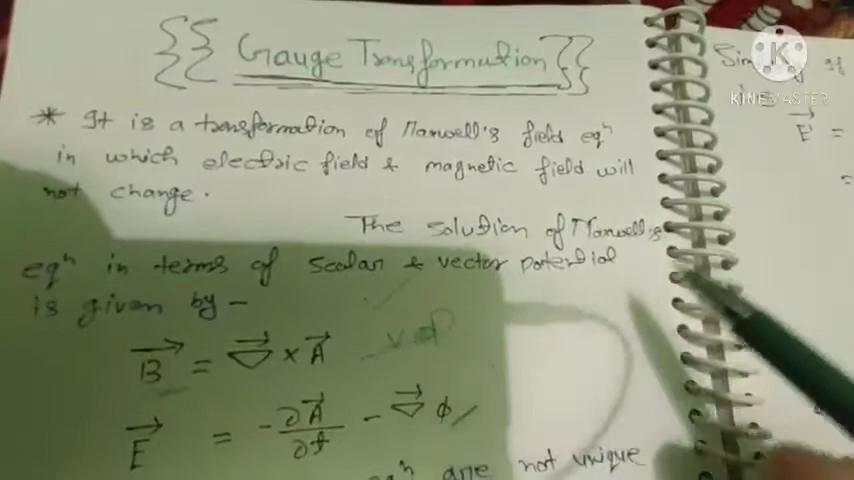 {{ Gauge Transformation }}
* It is a transformation of Maxwell's field eqⁿ
in which electric field & magnetic field will
not change.
The solution of Maxwell's
eqⁿ in terms of scalar & vector potential
is given by -
B⃗ = ∇⃗ × A⃗
E⃗ = - ∂A⃗/∂t - ∇⃗ ϕ
eqⁿ are not unique
E⃗' =
=
K
KINEMASTER